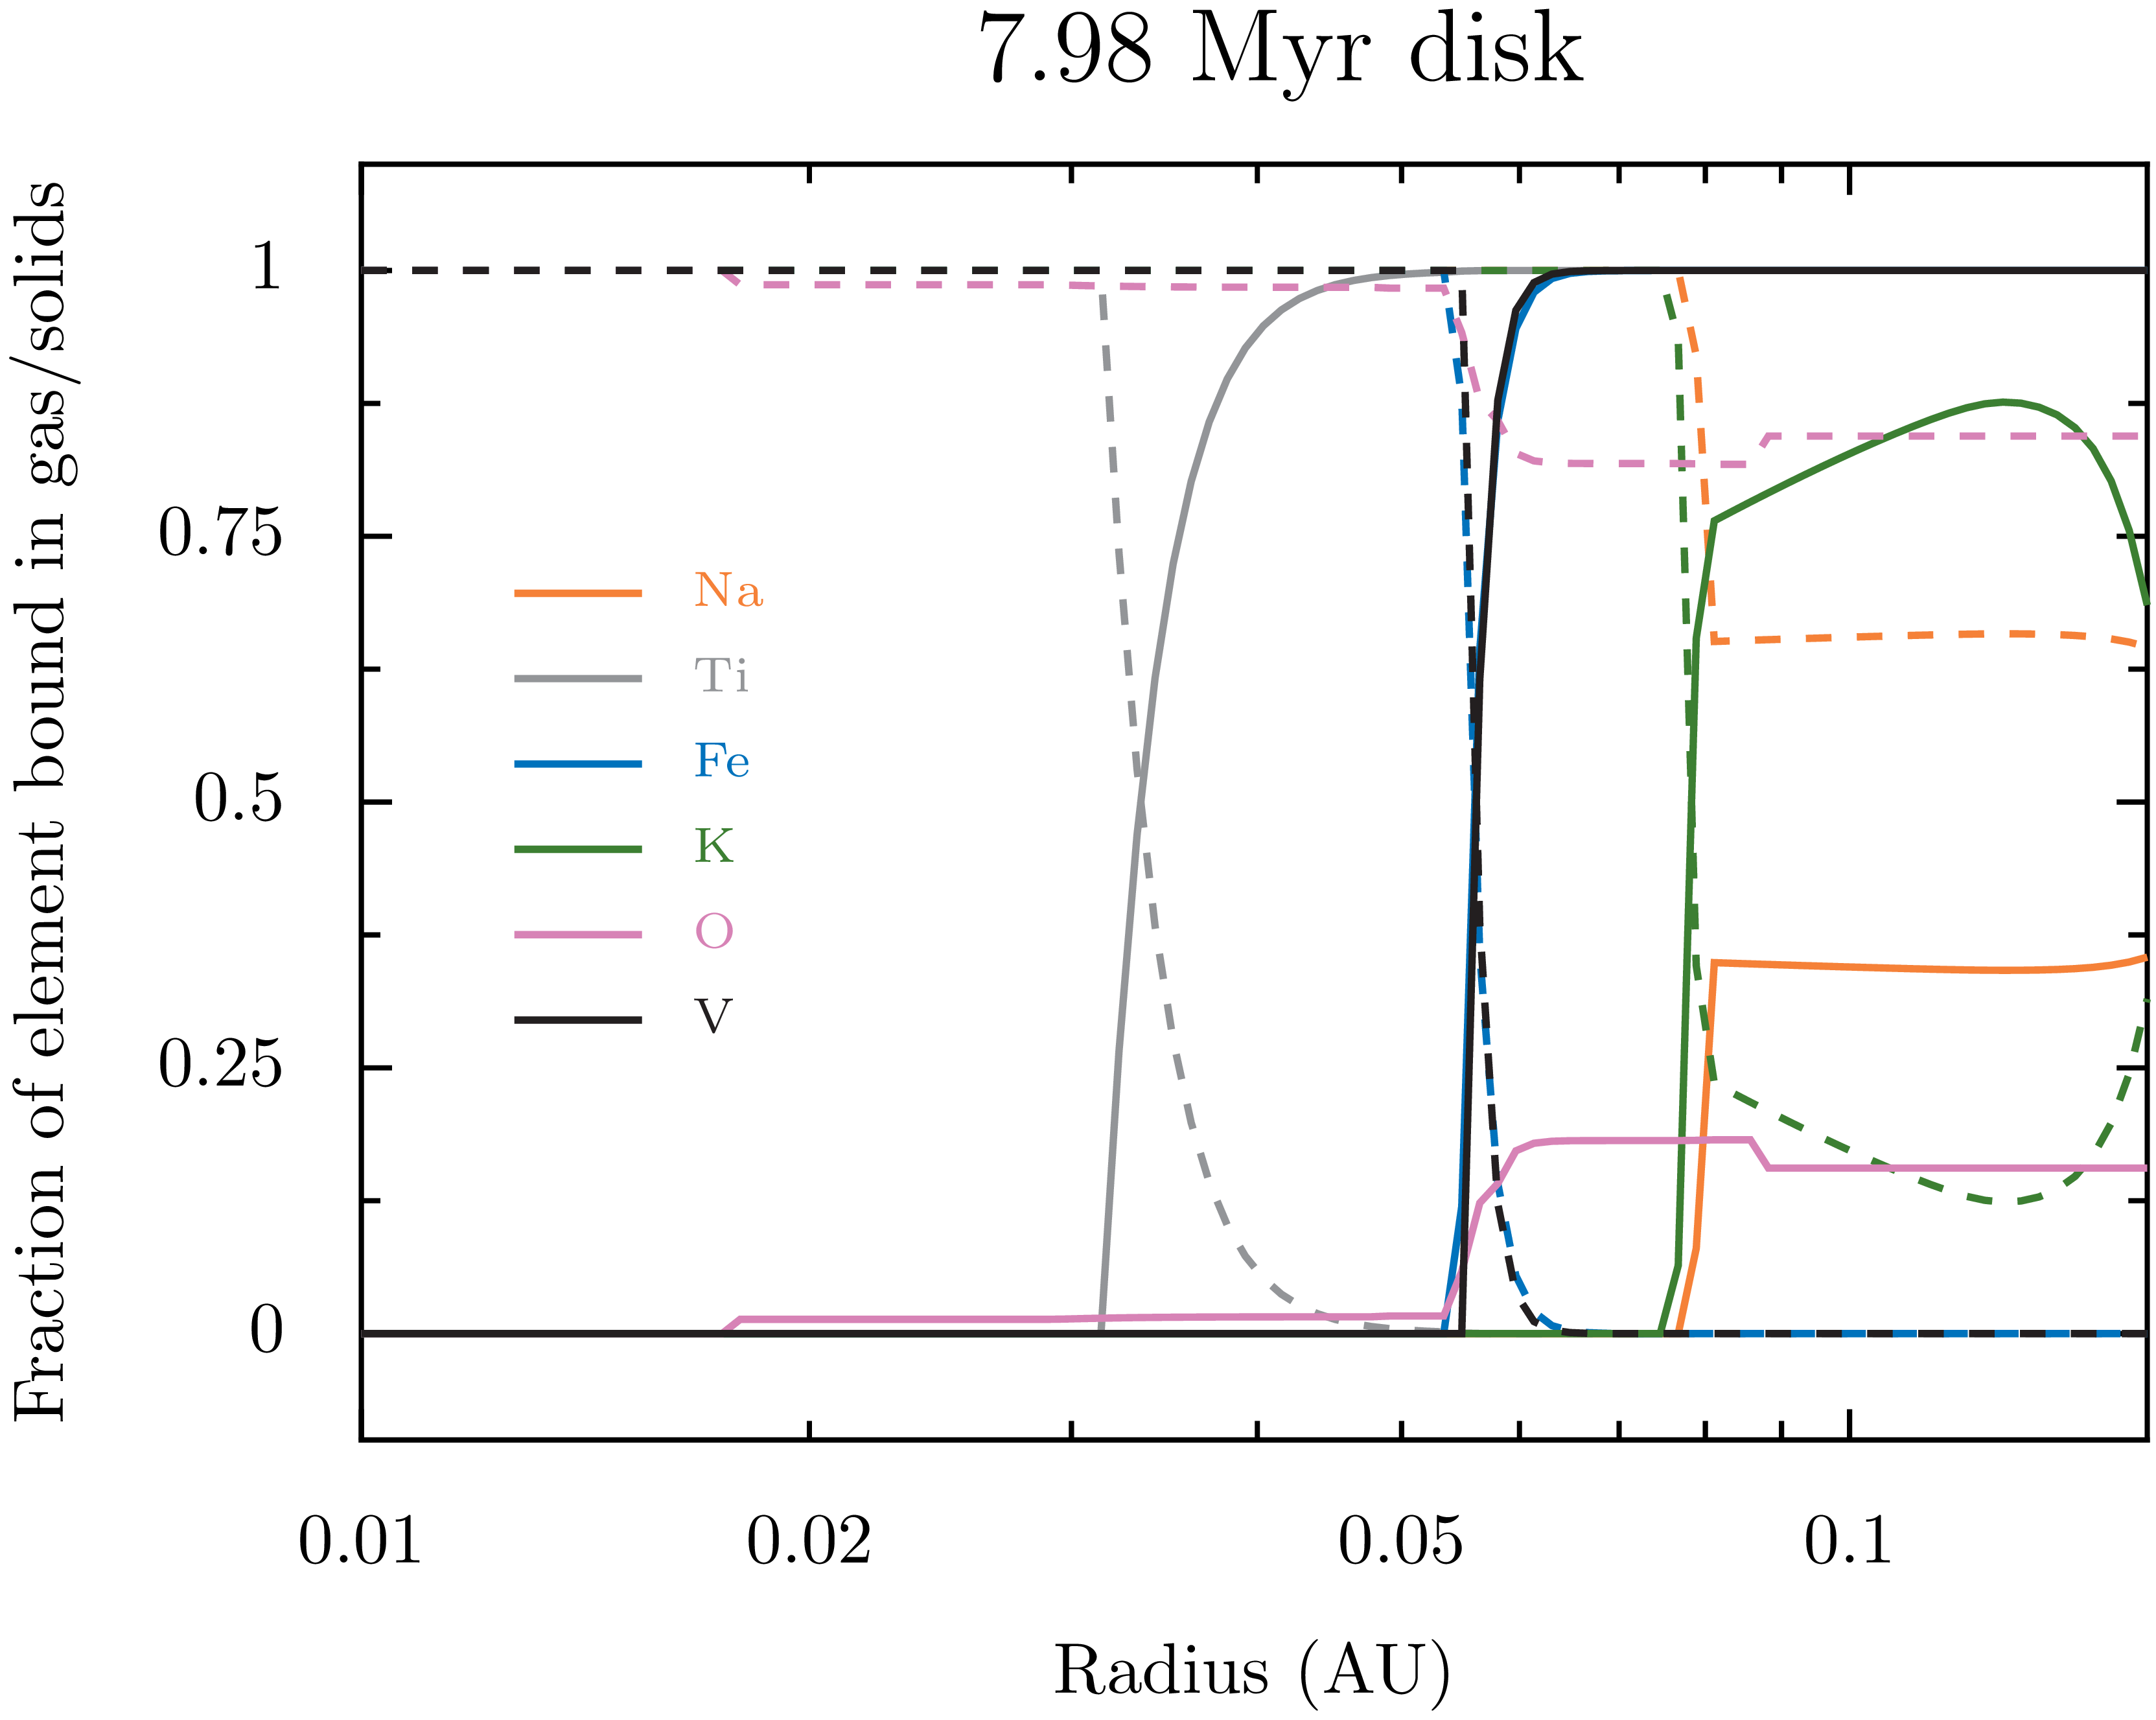 7.98 Myr disk
Fraction of element bound in gas/solids
1
0.75
0.5
0.25
0
Na
Ti
Fe
K
O
V
0.01 0.02 0.05 0.1
Radius (AU)